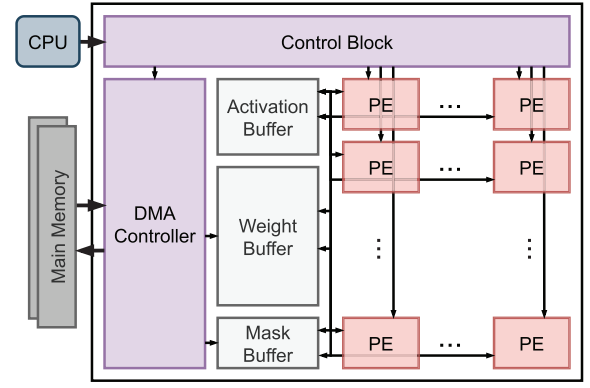 CPU
Control Block
Activation
Buffer
PE
...
PE
PE
...
PE
Main Memory
DMA
Controller
Weight
Buffer
...
...
Mask
Buffer
PE
...
PE